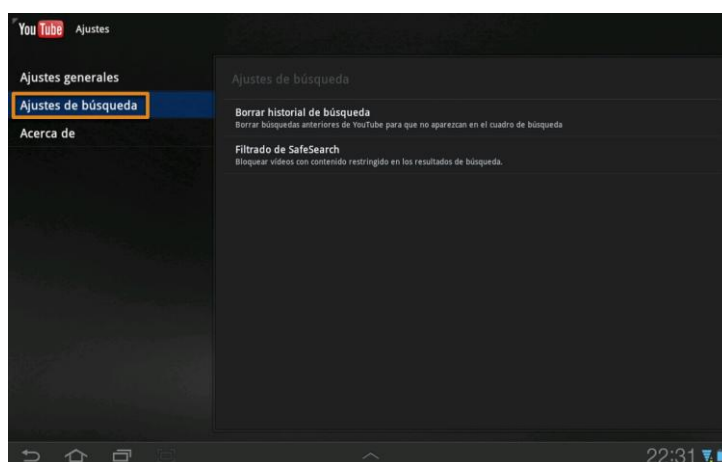 YouTube Ajustes
Ajustes generales
Ajustes de búsqueda
Acerca de
Ajustes de búsqueda
Borrar historial de búsqueda
Borrar búsquedas anteriores de YouTube para que no aparezcan en el cuadro de búsqueda
Filtrado de SafeSearch
Bloquear vídeos con contenido restringido en los resultados de búsqueda.
22:31